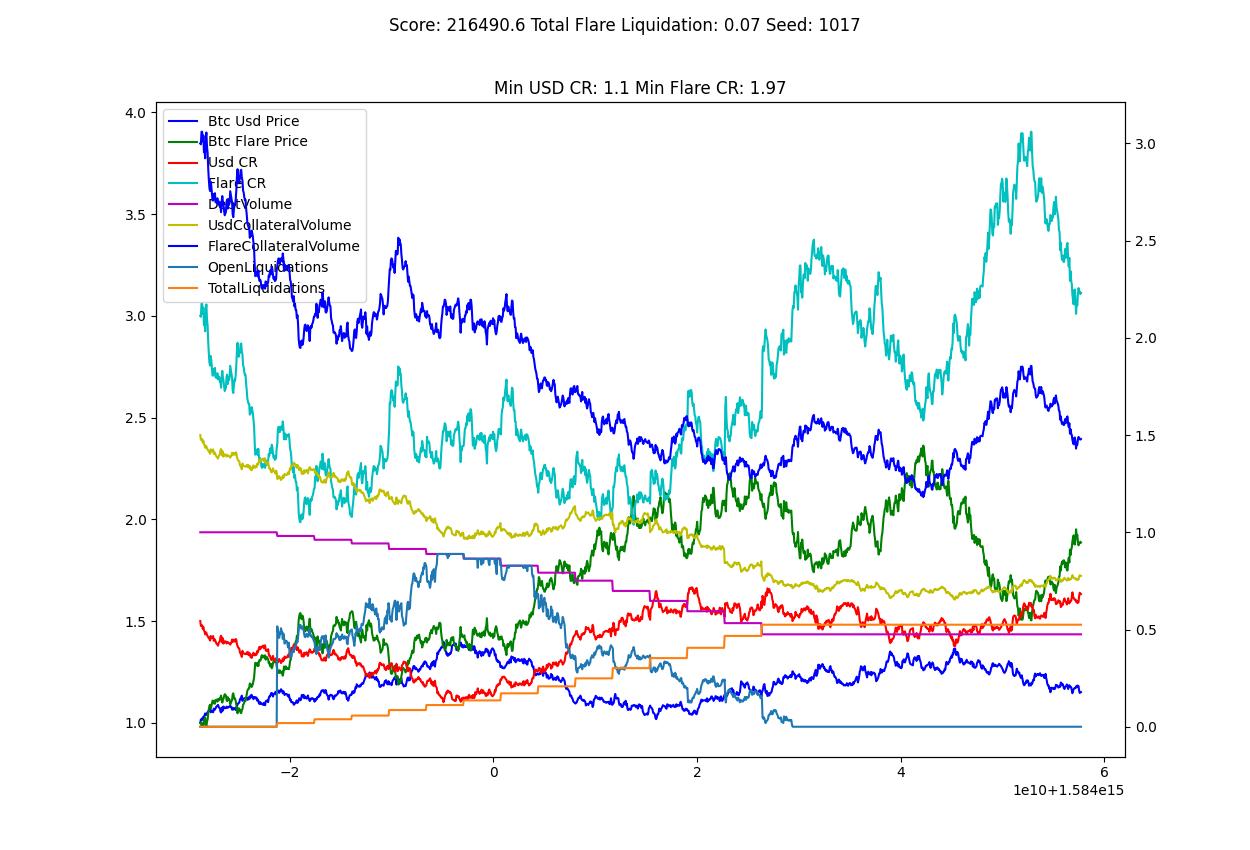 Score: 216490.6 Total Flare Liquidation: 0.07 Seed: 1017
Min USD CR: 1.1 Min Flare CR: 1.97
Btc Usd Price
Btc Flare Price
Usd CR
Flare CR
DebtVolume
UsdCollateralVolume
FlareCollateralVolume
OpenLiquidations
TotalLiquidations
4.0
3.5
3.0
2.5
2.0
1.5
1.0
3.0
2.5
2.0
1.5
1.0
0.5
0.0
−2 0 2 4 6
1e10+1.584e15